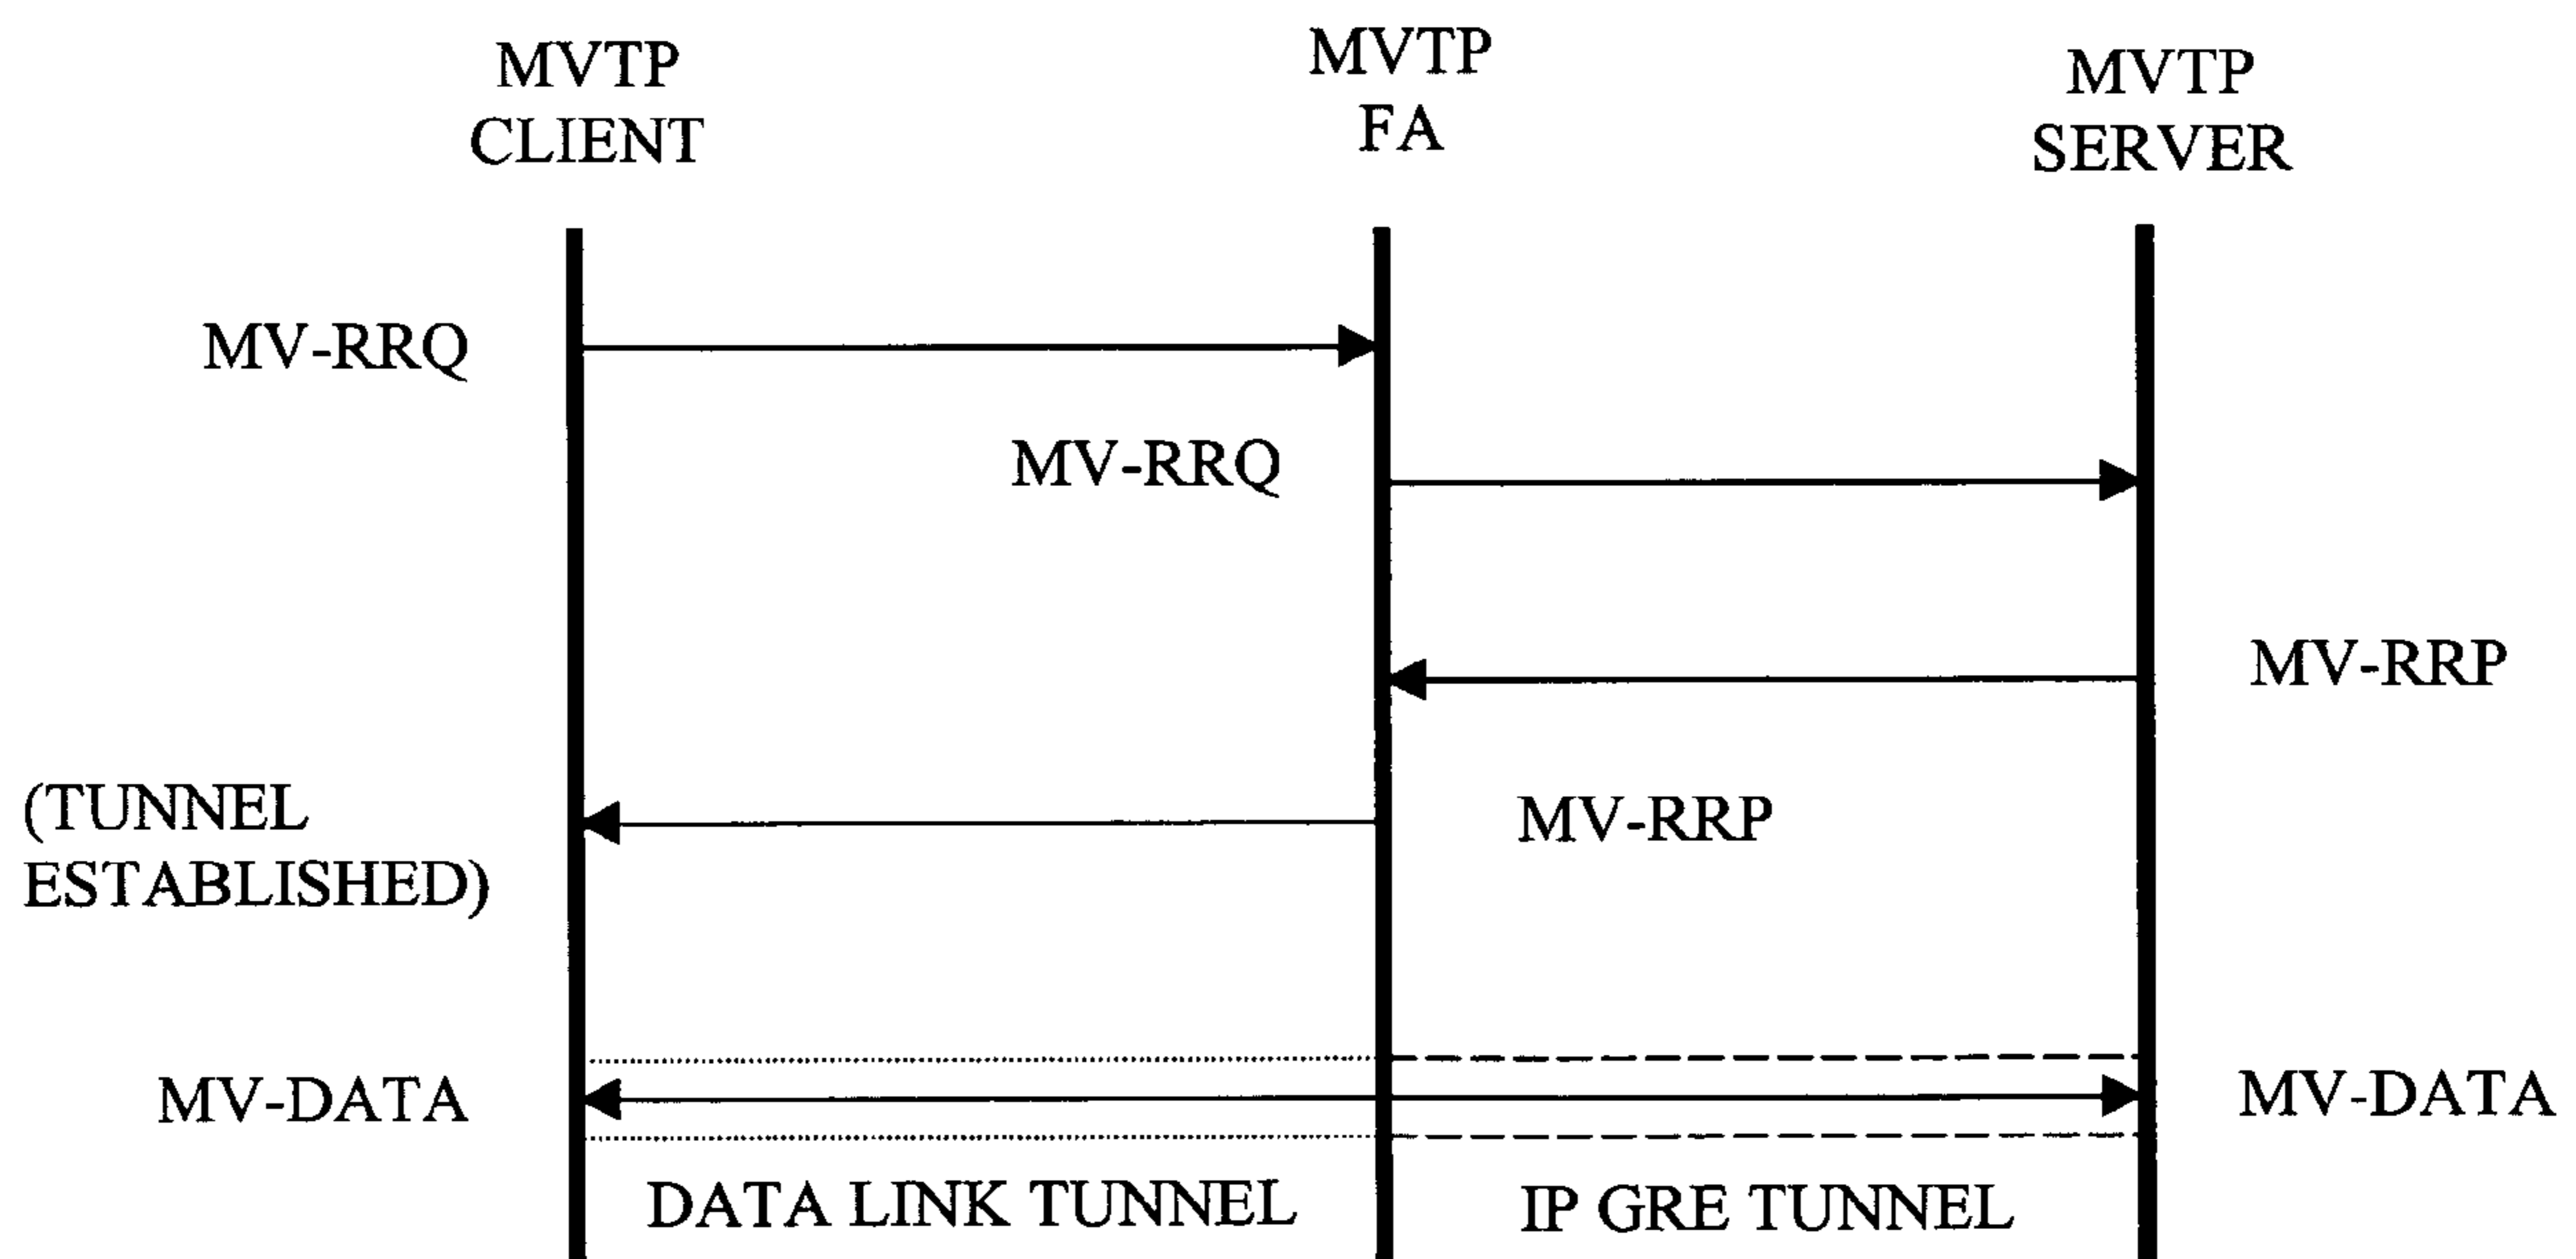 MVTP
CLIENT
MVTP
FA
MVTP
SERVER
MV-RRQ
MV-RRQ
MV-RRP
MV-RRP
(TUNNEL
ESTABLISHED)
MV-DATA
MV-DATA
DATA LINK TUNNEL
IP GRE TUNNEL